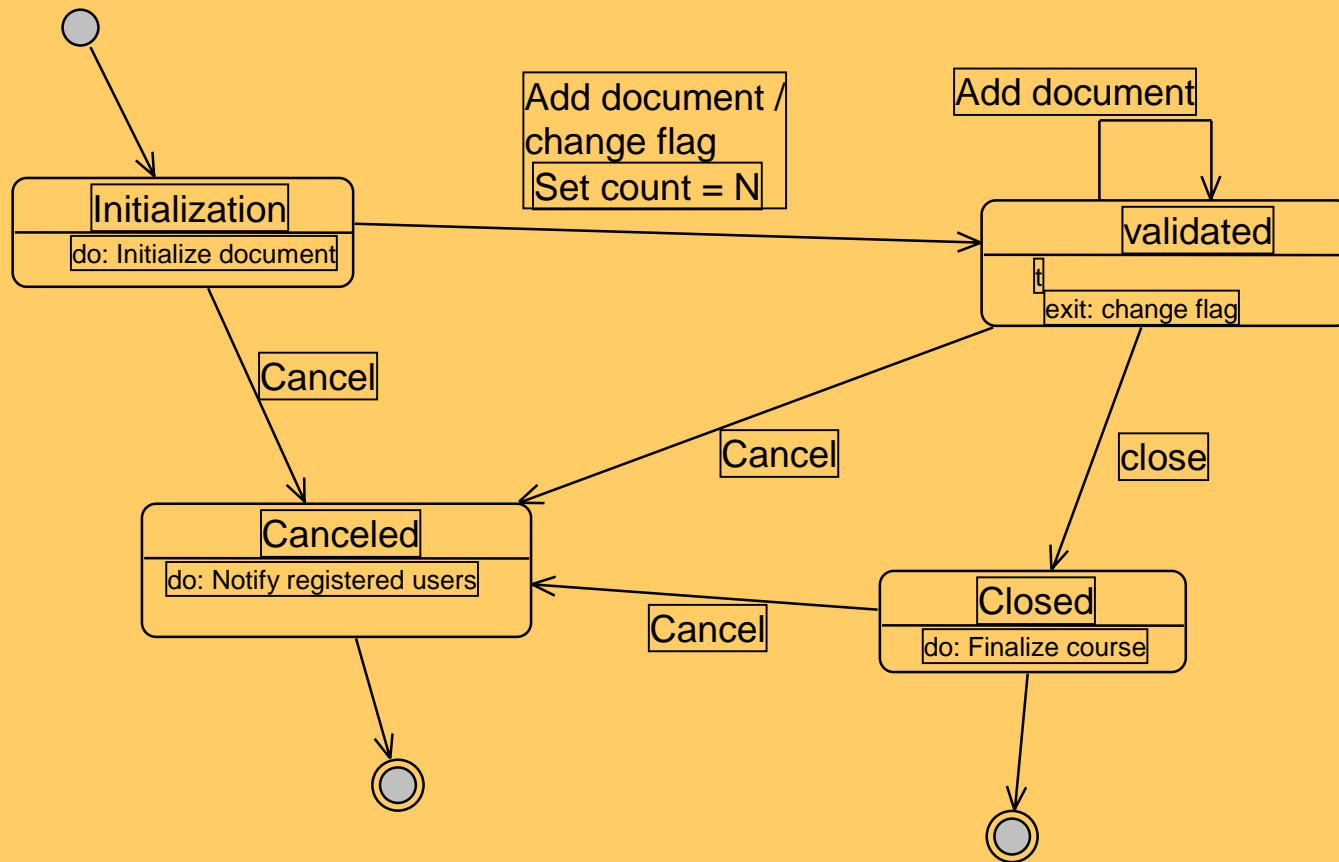 Add document /
change flag
Set count = N
Add document
Initialization
do: Initialize document
validated
t
exit: change flag
Cancel
Cancel
close
Canceled
do: Notify registered users
Cancel
Closed
do: Finalize course